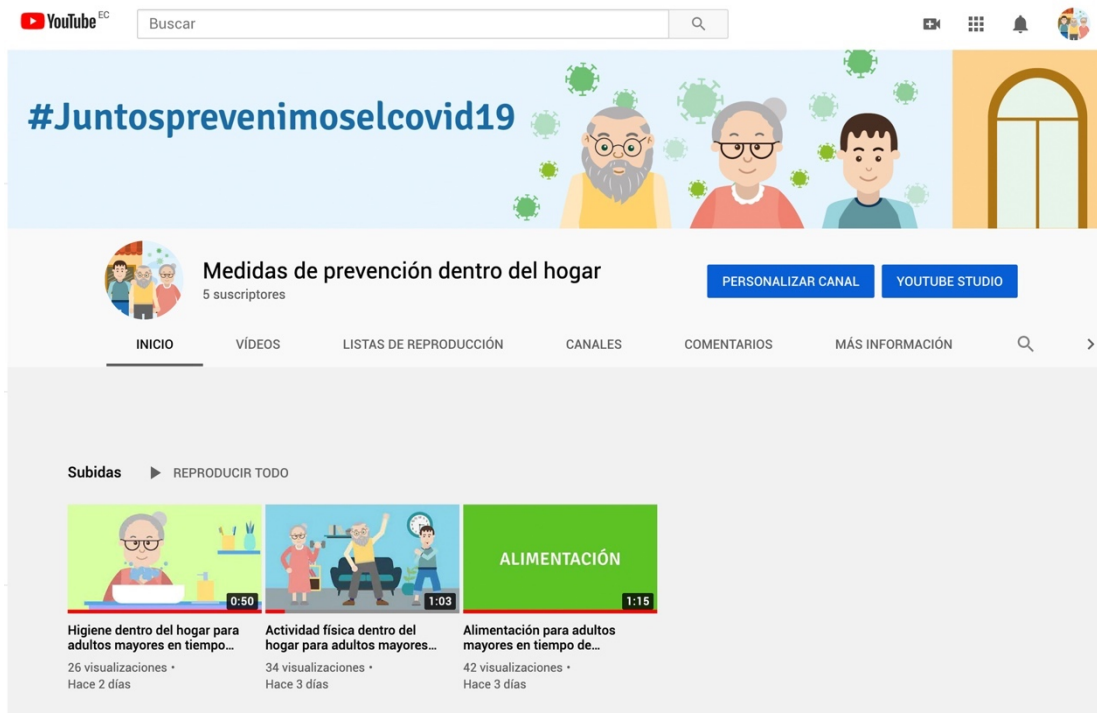 YouTube EC
Buscar
#Juntosprevenimoselcovid19
Medidas de prevención dentro del hogar
5 suscriptores
PERSONALIZAR CANAL
YOUTUBE STUDIO
INICIO VÍDEOS LISTAS DE REPRODUCCIÓN CANALES COMENTARIOS MÁS INFORMACIÓN
Subidas
REPRODUCIR TODO
0:50
Higiene dentro del hogar para
adultos mayores en tiempo...
26 visualizaciones •
Hace 2 días
1:03
Actividad física dentro del
hogar para adultos mayores...
34 visualizaciones •
Hace 3 días
ALIMENTACIÓN
1:15
Alimentación para adultos
mayores en tiempo de...
42 visualizaciones •
Hace 3 días